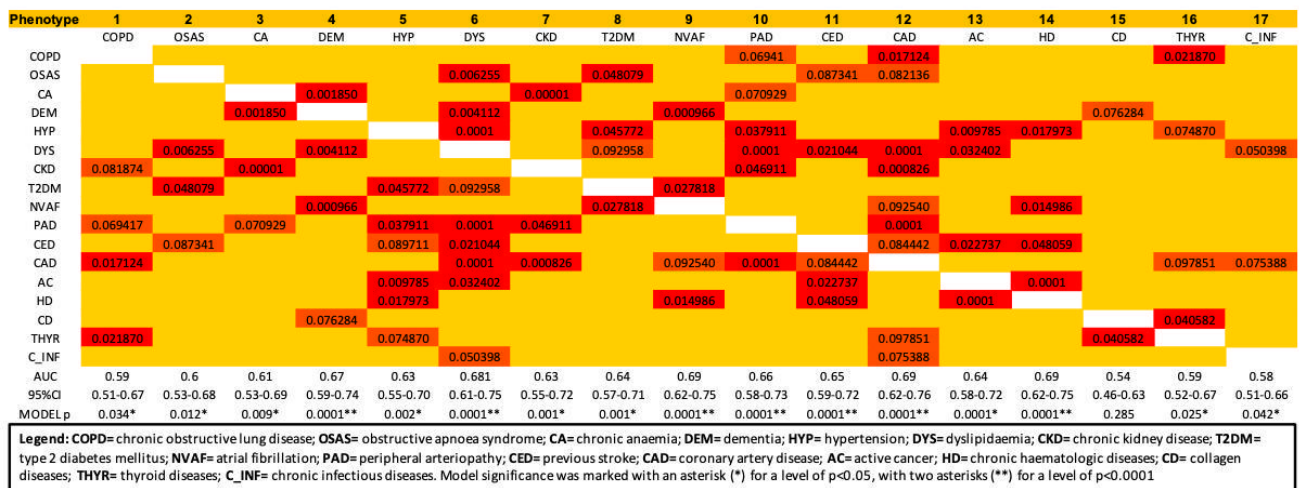 Phenotype 1 2 3 4 5 6 7 8 9 10 11 12 13 14 15 16 17
COPD OSAS CA DEM HYP DYS CKD T2DM NVAF PAD CED CAD AC HD CD THYR C_INF
COPD 0.06941 0.017124 0.021870
OSAS 0.006255 0.048079 0.087341 0.082136
CA 0.001850 0.00001 0.070929
DEM 0.001850 0.004112 0.000966 0.076284
HYP 0.0001 0.045772 0.037911 0.009785 0.017973 0.074870
DYS 0.006255 0.004112 0.092958 0.0001 0.021044 0.0001 0.032402 0.050398
CKD 0.081874 0.00001 0.046911 0.000826
T2DM 0.048079 0.045772 0.092958 0.027818
NVAF 0.000966 0.027818 0.092540 0.014986
PAD 0.069417 0.070929 0.037911 0.0001 0.046911 0.0001
CED 0.087341 0.089711 0.021044 0.084442 0.022737 0.048059
CAD 0.017124 0.0001 0.000826 0.092540 0.0001 0.084442 0.097851 0.075388
AC 0.009785 0.032402 0.022737 0.0001
HD 0.017973 0.014986 0.048059 0.0001
CD 0.076284 0.040582
THYR 0.021870 0.074870 0.097851 0.040582
C_INF 0.050398 0.075388
AUC 0.59 0.6 0.61 0.67 0.63 0.681 0.63 0.64 0.69 0.66 0.65 0.69 0.64 0.69 0.54 0.59 0.58
95%CI 0.51-0.67 0.53-0.68 0.53-0.69 0.59-0.74 0.55-0.70 0.61-0.75 0.55-0.72 0.57-0.71 0.62-0.75 0.58-0.73 0.59-0.72 0.62-0.76 0.58-0.72 0.62-0.75 0.46-0.63 0.52-0.67 0.51-0.66
MODEL p 0.034* 0.012* 0.009* 0.0001** 0.002* 0.0001** 0.001* 0.001* 0.0001** 0.0001** 0.0001** 0.0001** 0.0001* 0.0001** 0.285 0.025* 0.042*
Legend: COPD= chronic obstructive lung disease; OSAS= obstructive apnoea syndrome; CA= chronic anaemia; DEM= dementia; HYP= hypertension; DYS= dyslipidaemia; CKD= chronic kidney disease; T2DM=
type 2 diabetes mellitus; NVAF= atrial fibrillation; PAD= peripheral arteriopathy; CED= previous stroke; CAD= coronary artery disease; AC= active cancer; HD= chronic haematologic diseases; CD= collagen
diseases; THYR= thyroid diseases; C_INF= chronic infectious diseases. Model significance was marked with an asterisk (*) for a level of p<0.05, with two asterisks (**) for a level of p<0.0001